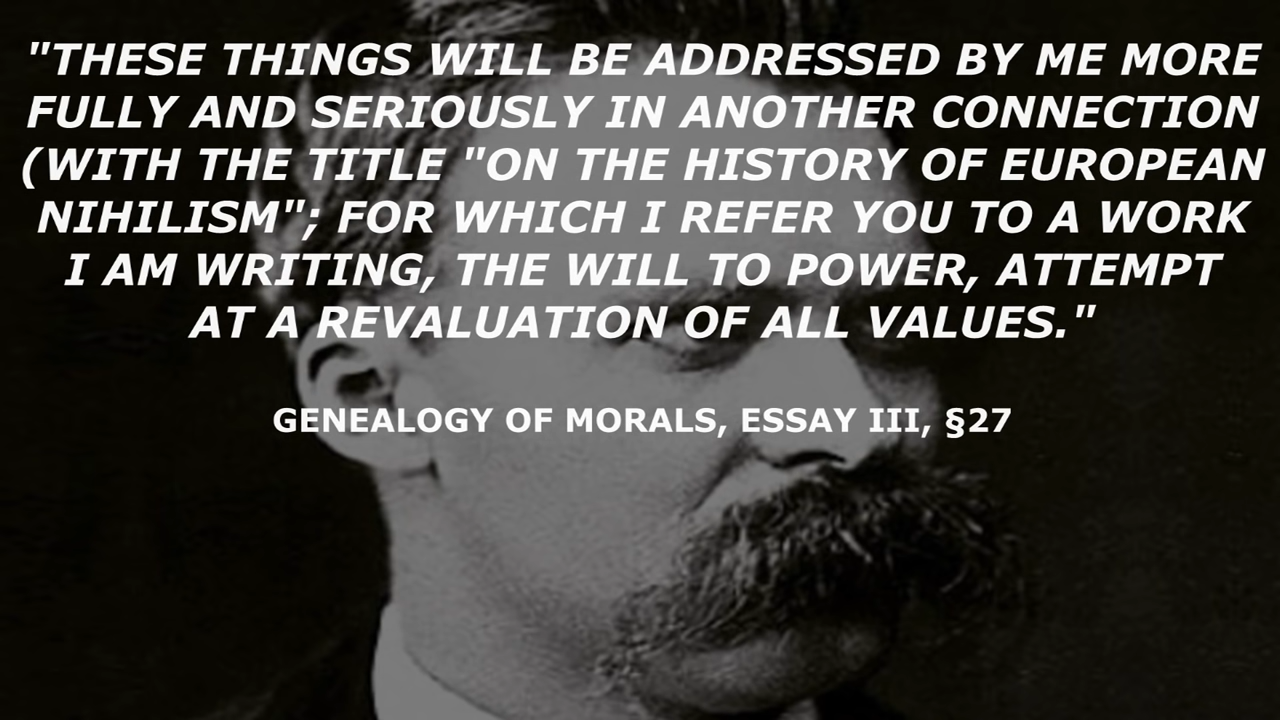 "THESE THINGS WILL BE ADDRESSED BY ME MORE
FULLY AND SERIOUSLY IN ANOTHER CONNECTION
(WITH THE TITLE "ON THE HISTORY OF EUROPEAN
NIHILISM"; FOR WHICH I REFER YOU TO A WORK
I AM WRITING, THE WILL TO POWER, ATTEMPT
AT A REVALUATION OF ALL VALUES."
GENEALOGY OF MORALS, ESSAY III, §27